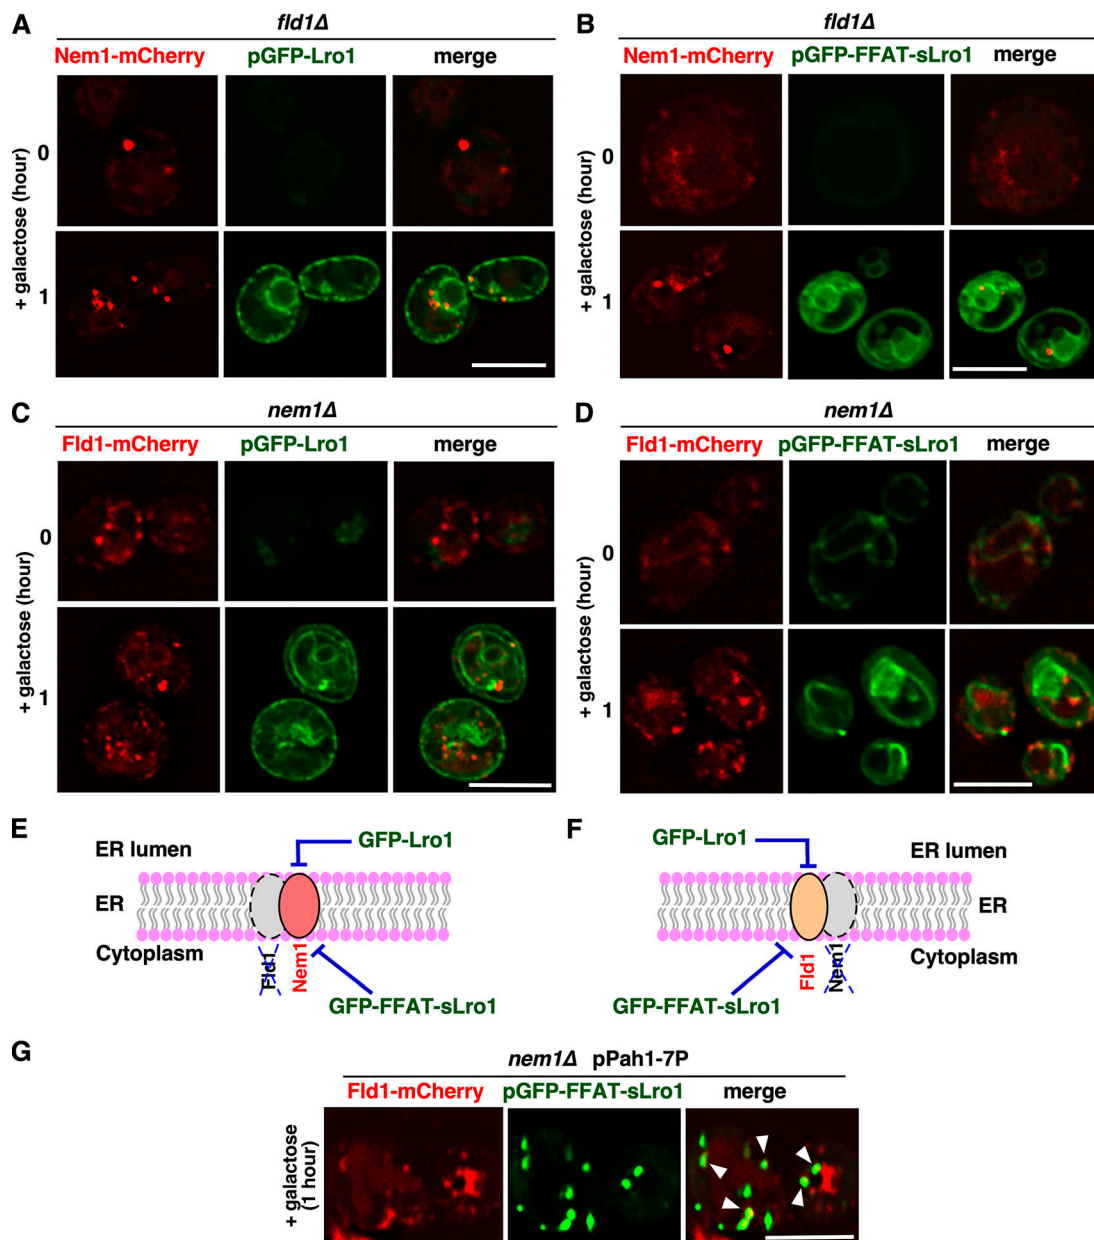 A
fld1Δ
Nem1-mCherry pGFP-Lro1 merge
+ galactose (hour)
0
1
B
fld1Δ
Nem1-mCherry pGFP-FFAT-sLro1 merge
+ galactose (hour)
0
1
C
nem1Δ
Fld1-mCherry pGFP-Lro1 merge
+ galactose (hour)
0
1
D
nem1Δ
Fld1-mCherry pGFP-FFAT-sLro1 merge
+ galactose (hour)
0
1
E
GFP-Lro1
ER lumen
ER
Cytoplasm
Fld1
Nem1
GFP-FFAT-sLro1
F
GFP-Lro1
ER lumen
ER
Cytoplasm
Fld1
Nem1
GFP-FFAT-sLro1
G
nem1Δ pPah1-7P
Fld1-mCherry pGFP-FFAT-sLro1 merge
+ galactose
(1 hour)